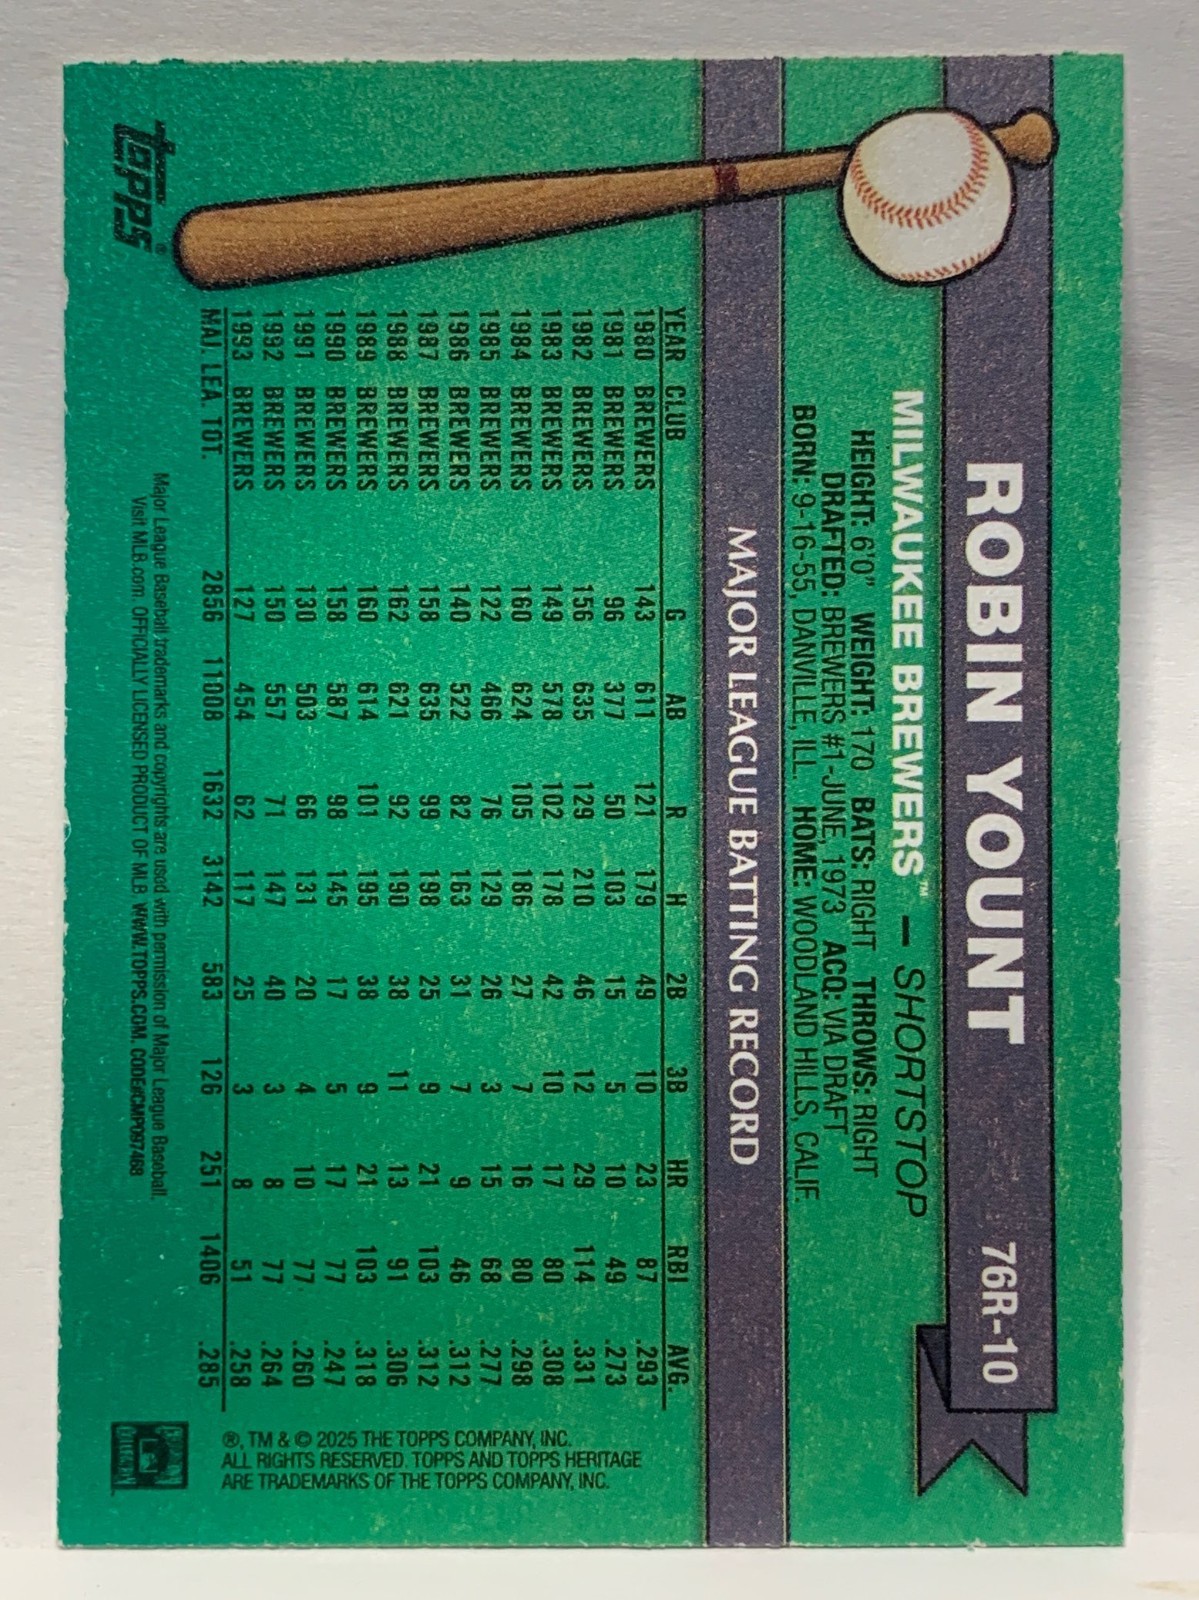 ROBIN YOUNT 76R-10
MILWAUKEE BREWERS™ — SHORTSTOP
HEIGHT: 6'0" WEIGHT: 170 BATS: RIGHT THROWS: RIGHT
DRAFTED: BREWERS #1-JUNE, 1973 ACQ: VIA DRAFT
BORN: 9-16-55, DANVILLE, ILL. HOME: WOODLAND HILLS, CALIF.
MAJOR LEAGUE BATTING RECORD
YEAR CLUB G AB R H 2B 3B HR RBI AVG.
1980 BREWERS 143 611 121 179 49 10 23 87 .293
1981 BREWERS 96 377 50 103 15 5 10 49 .273
1982 BREWERS 156 635 129 210 46 12 29 114 .331
1983 BREWERS 149 578 102 178 42 10 17 80 .308
1984 BREWERS 160 624 105 186 27 7 16 80 .298
1985 BREWERS 122 466 76 129 26 3 15 68 .277
1986 BREWERS 140 522 82 163 31 7 9 46 .312
1987 BREWERS 158 635 99 198 25 9 21 103 .312
1988 BREWERS 162 621 92 190 38 11 13 91 .306
1989 BREWERS 160 614 101 195 38 9 21 103 .318
1990 BREWERS 158 587 98 145 17 5 17 77 .247
1991 BREWERS 130 503 66 131 20 4 10 77 .260
1992 BREWERS 150 557 71 147 40 3 8 77 .264
1993 BREWERS 127 454 62 117 25 3 8 51 .258
MAJ. LEA. TOT. 2856 11008 1632 3142 583 126 251 1406 .285
Major League Baseball trademarks and copyrights are used with permission of Major League Baseball.
Visit MLB.com. OFFICIALLY LICENSED PRODUCT OF MLB WWW.TOPPS.COM. CODE#CMP097468
topps®
®, TM & © 2025 THE TOPPS COMPANY, INC.
ALL RIGHTS RESERVED. TOPPS AND TOPPS HERITAGE
ARE TRADEMARKS OF THE TOPPS COMPANY, INC.